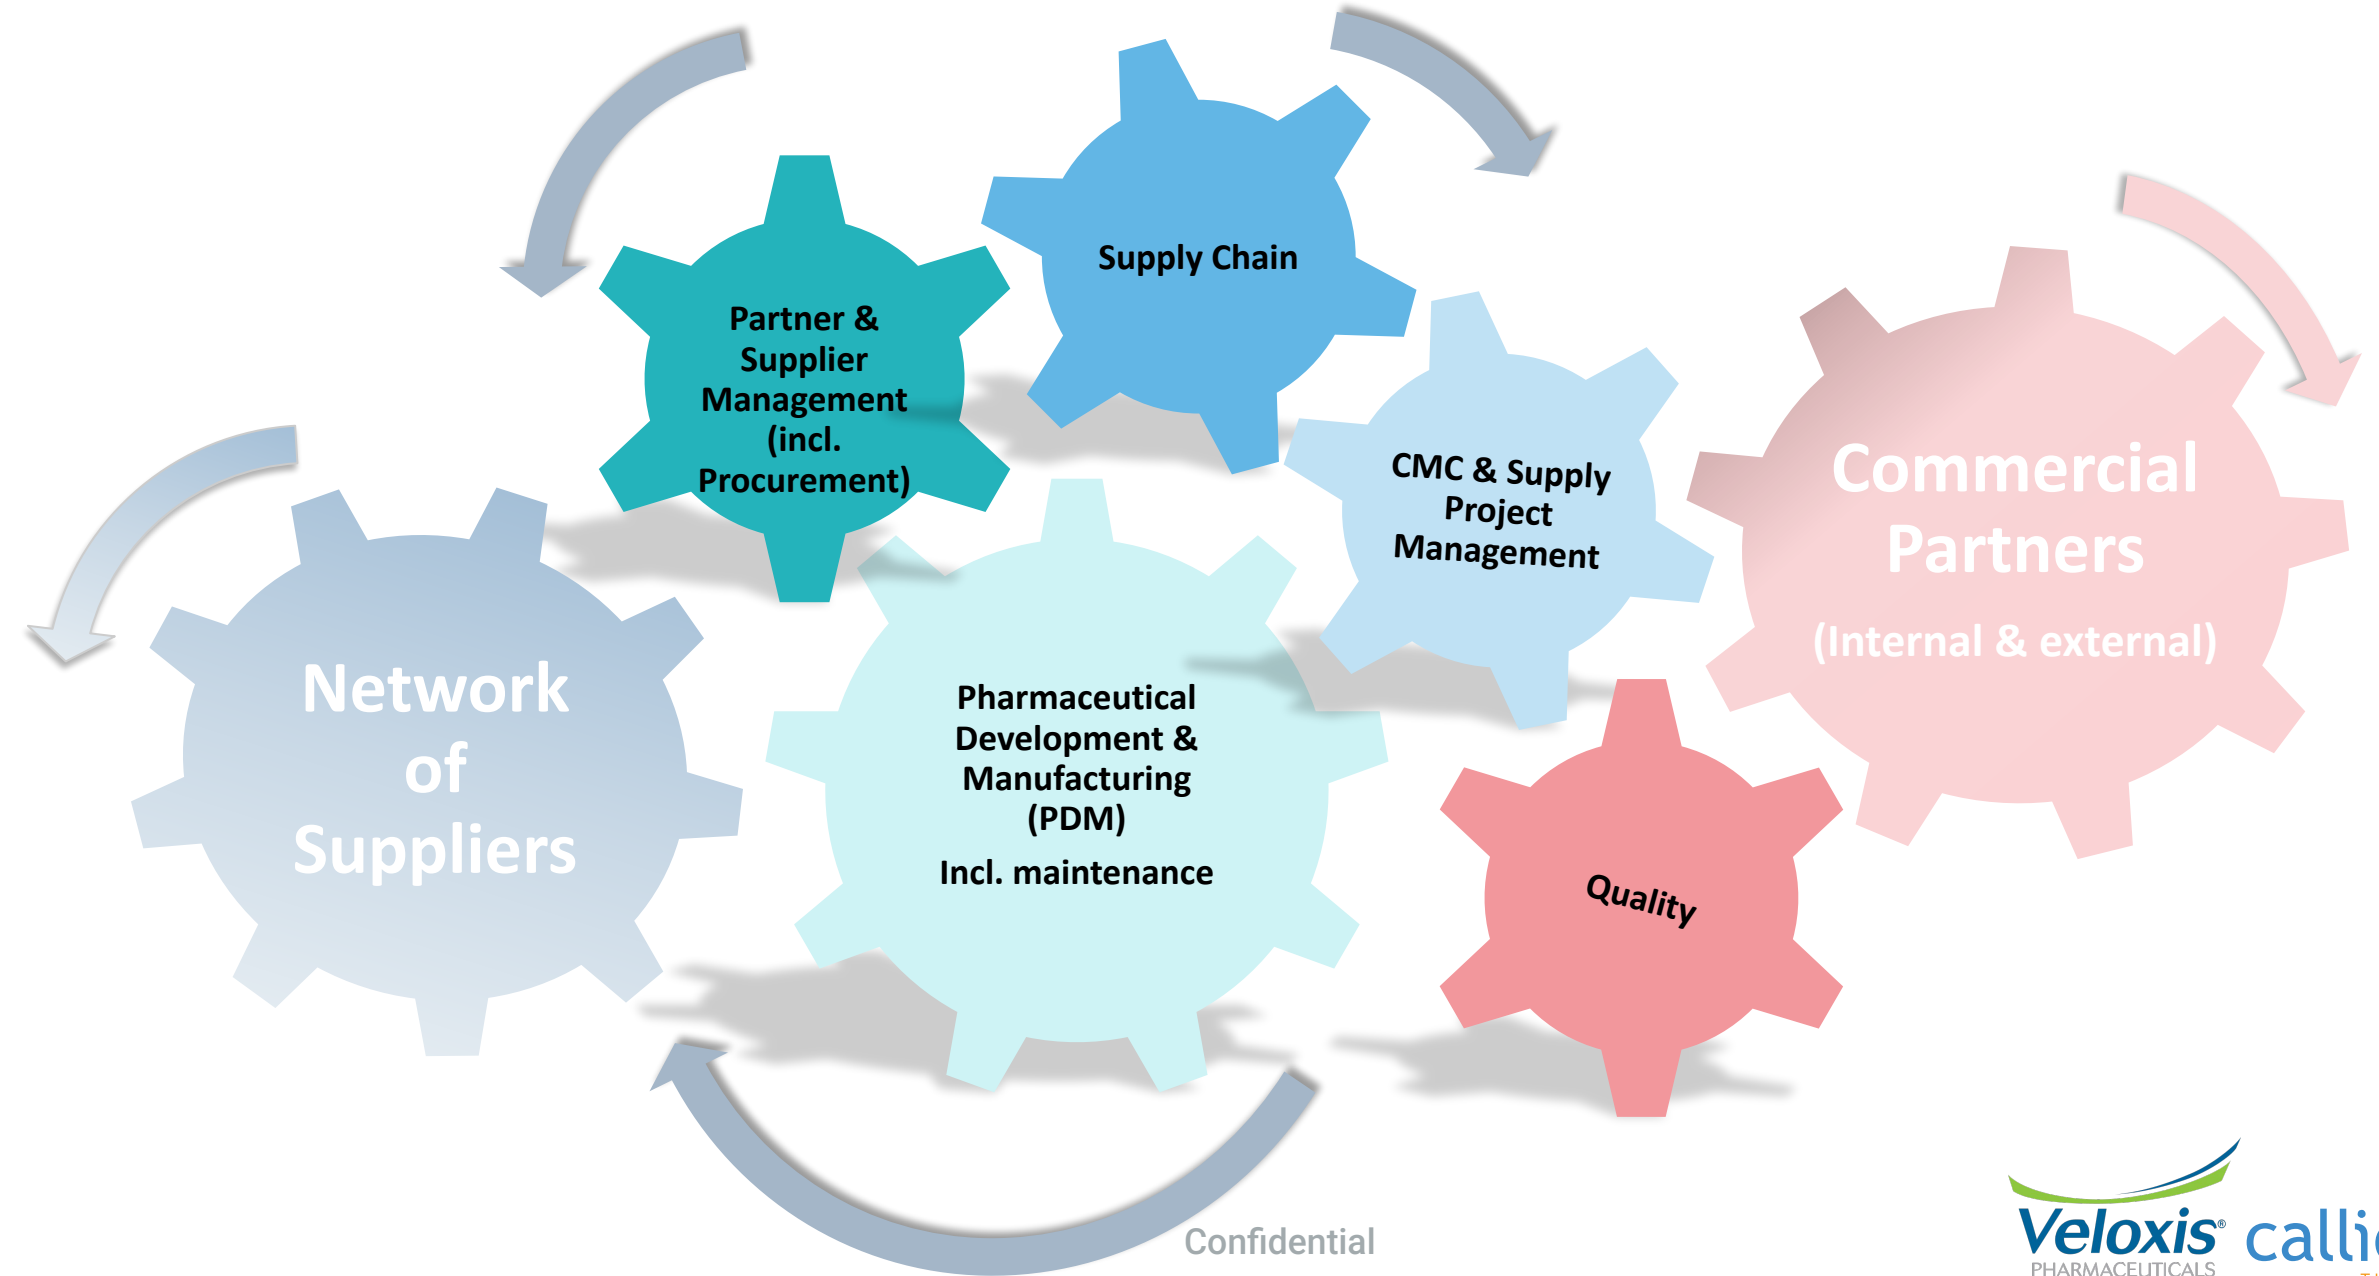 Supply Chain
Partner &
Supplier
Management
(incl.
Procurement)
CMC & Supply
Project
Management
Commercial
Partners
(Internal & external)
Network
of
Suppliers
Pharmaceutical
Development &
Manufacturing
(PDM)
Incl. maintenance
Quality
Confidential
Veloxis®
PHARMACEUTICALS